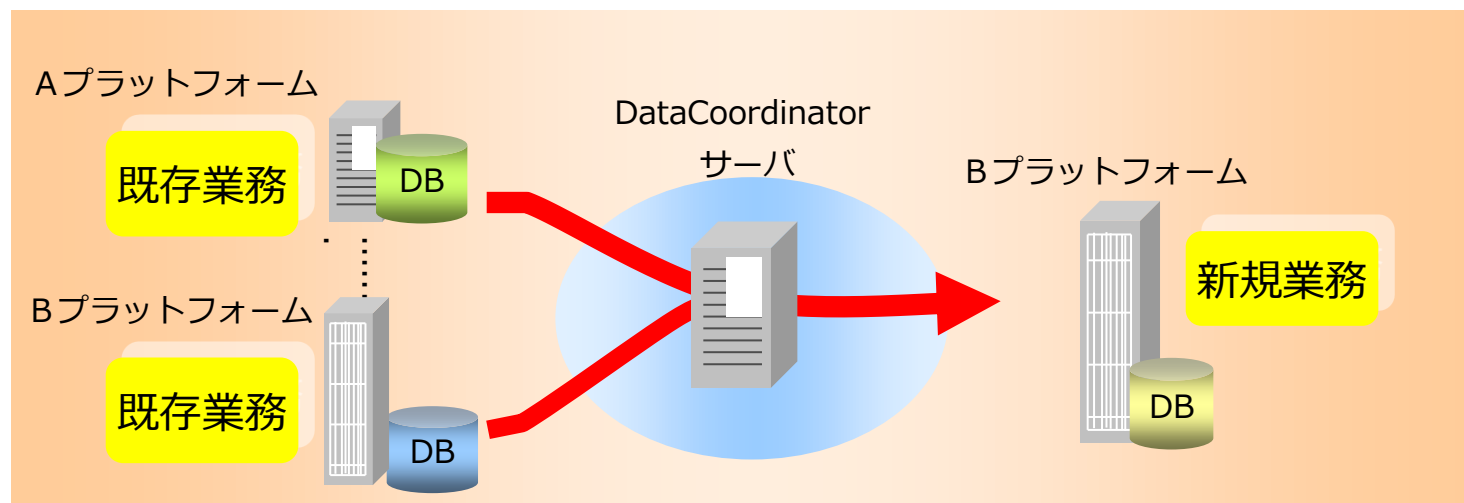 Aプラットフォーム
既存業務
DB
Bプラットフォーム
既存業務
DB
DataCoordinator
サーバ
Bプラットフォーム
新規業務
DB